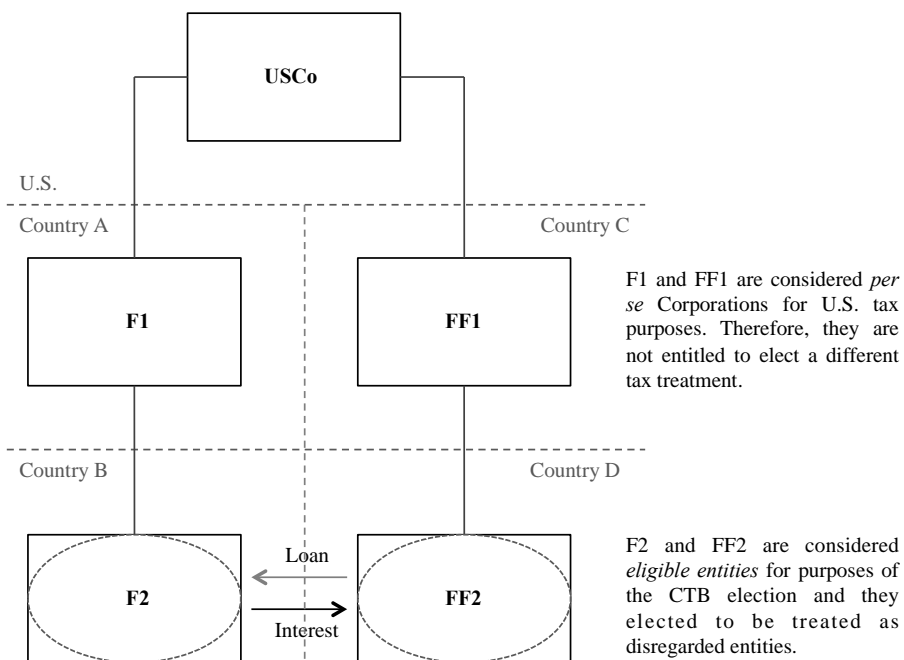 USCo
U.S.
Country A
Country C
F1
FF1
F1 and FF1 are considered per
se Corporations for U.S. tax
purposes. Therefore, they are
not entitled to elect a different
tax treatment.
Country B
Country D
F2
Loan
Interest
FF2
F2 and FF2 are considered
eligible entities for purposes of
the CTB election and they
elected to be treated as
disregarded entities.